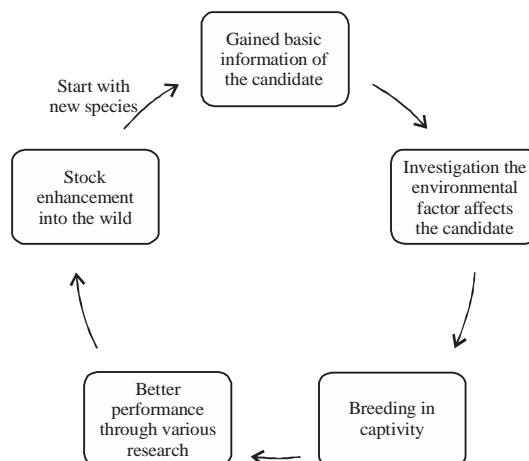 Gained basic
information of
the candidate
Start with
new species
Investigation the
environmental
factor affects
the candidate
Stock
enhancement
into the wild
Better
performance
through various
research
Breeding in
captivity